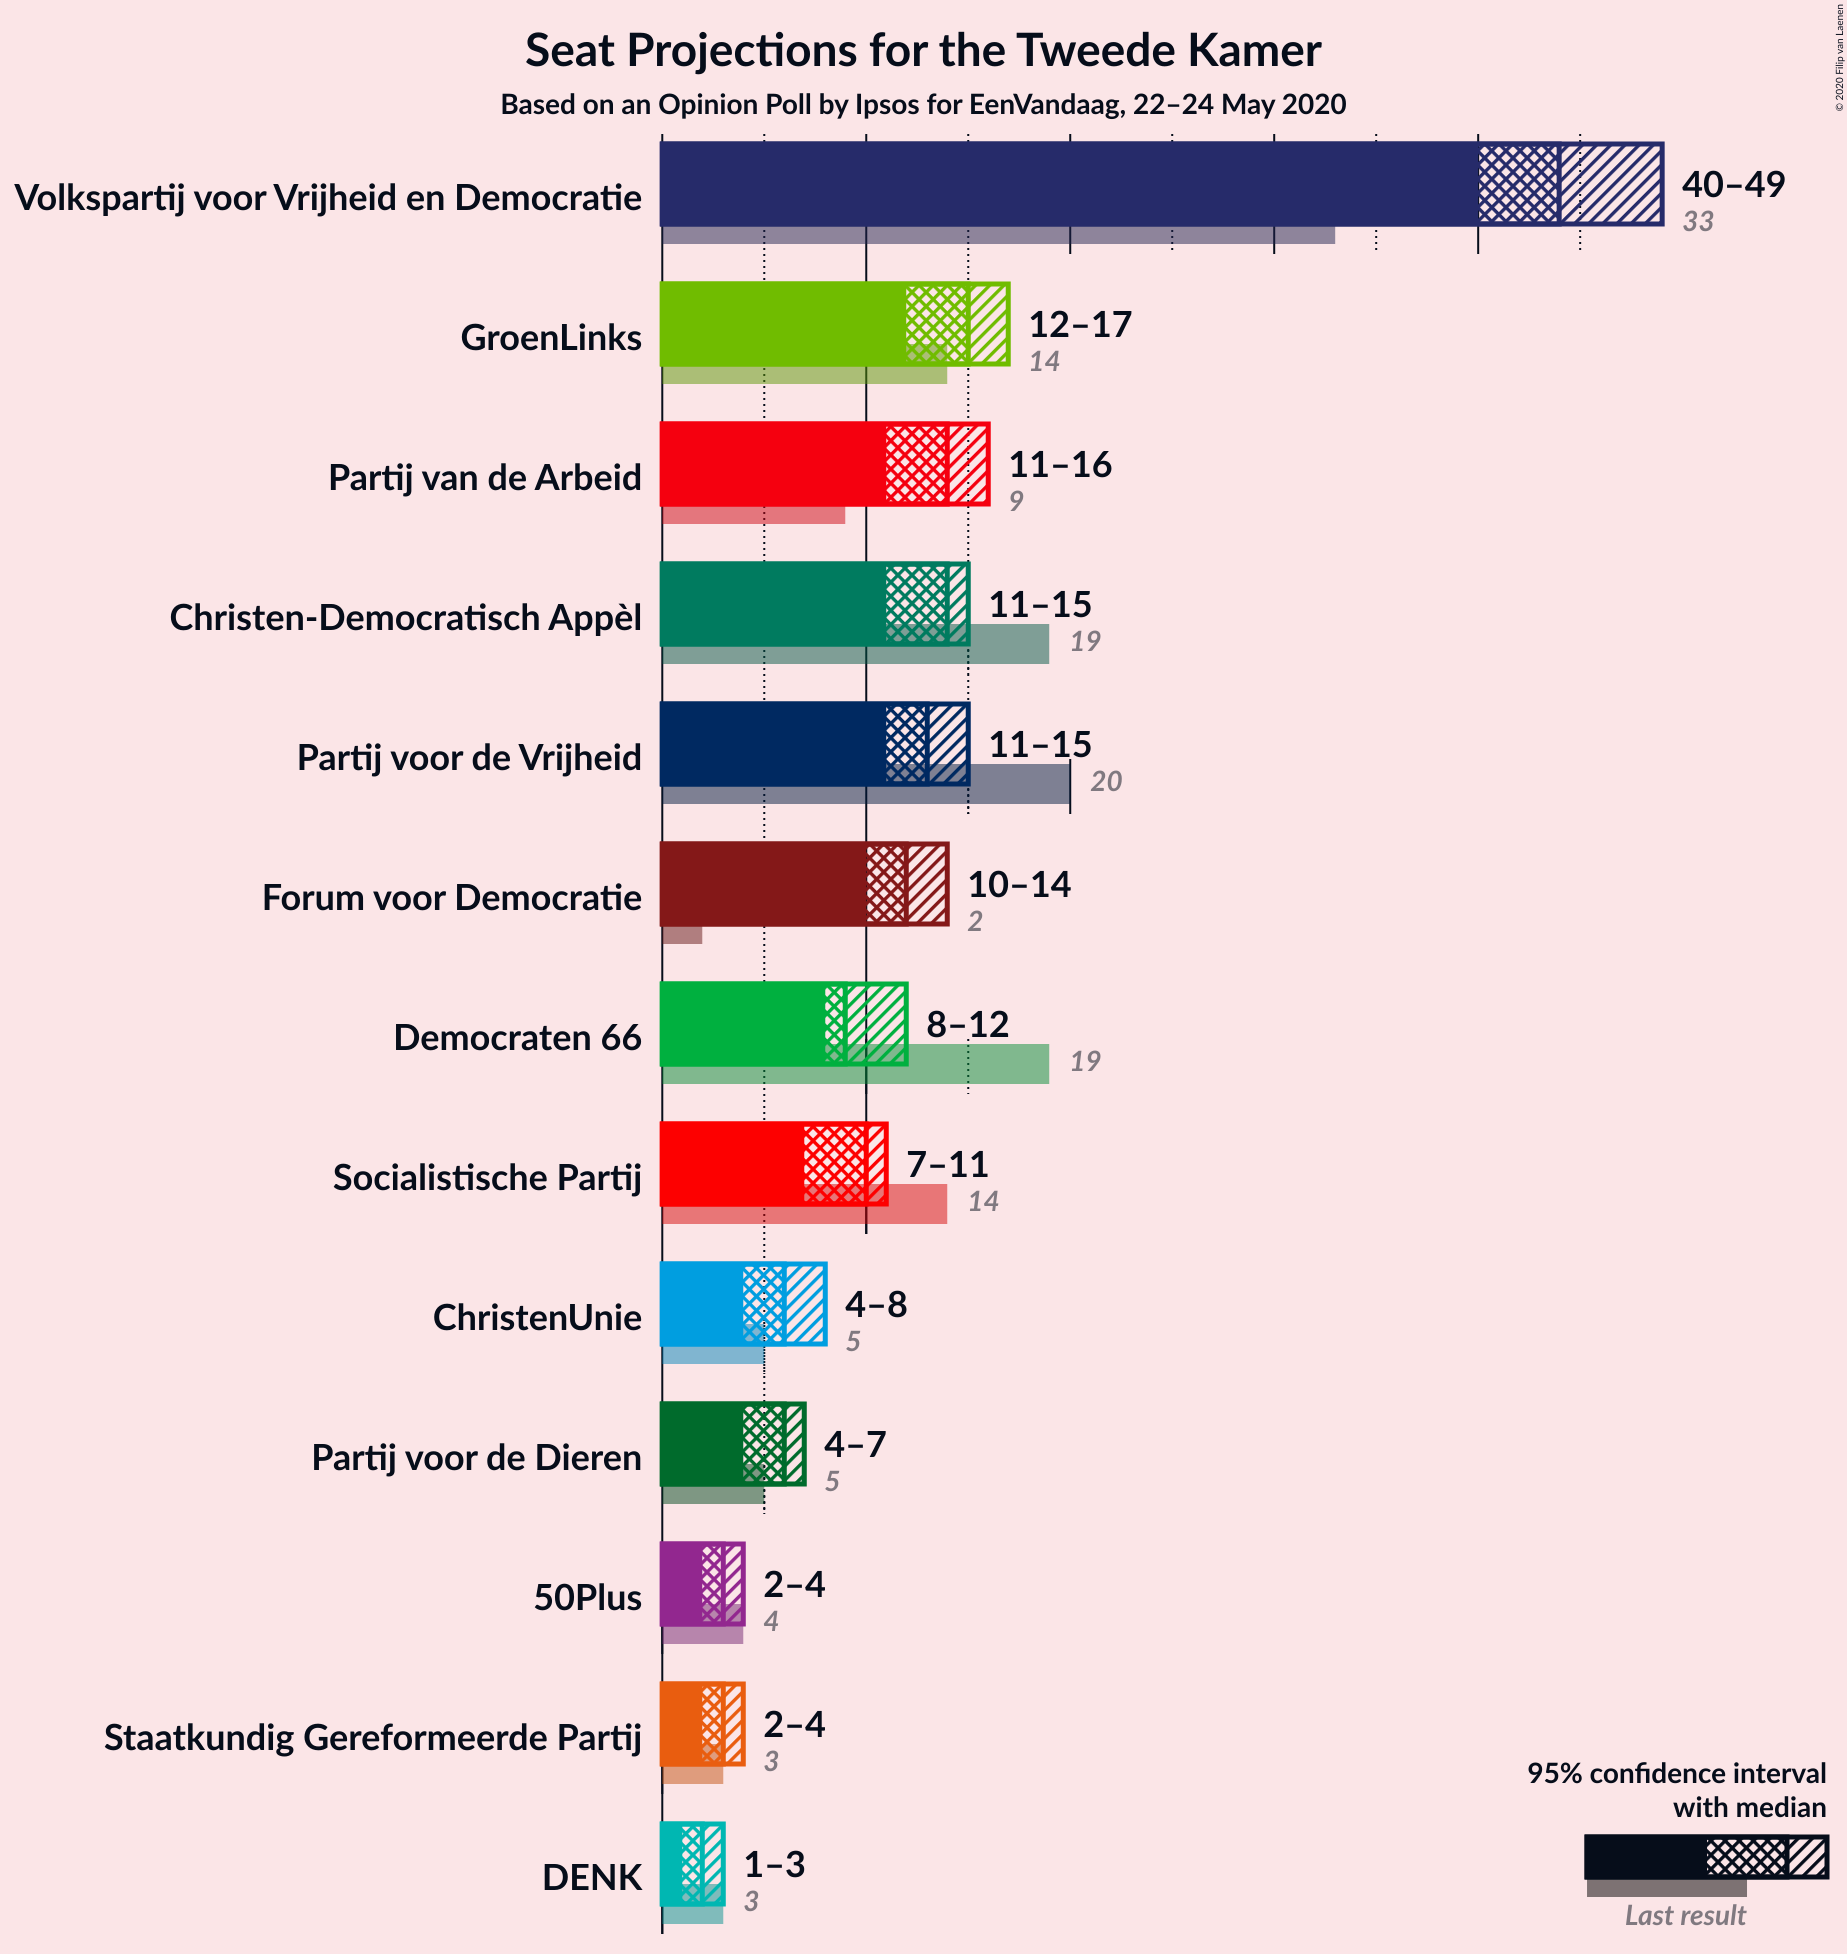 Seat Projections for the Tweede Kamer
Based on an Opinion Poll by Ipsos for EenVandaag, 22–24 May 2020
© 2020 Filip van Laenen
Volkspartij voor Vrijheid en Democratie
40–49
33
GroenLinks
12–17
14
Partij van de Arbeid
11–16
9
Christen-Democratisch Appèl
11–15
19
Partij voor de Vrijheid
11–15
20
Forum voor Democratie
10–14
2
Democraten 66
8–12
19
Socialistische Partij
7–11
14
ChristenUnie
4–8
5
Partij voor de Dieren
4–7
5
50Plus
2–4
4
Staatkundig Gereformeerde Partij
2–4
3
DENK
1–3
3
95% confidence interval
with median
Last result